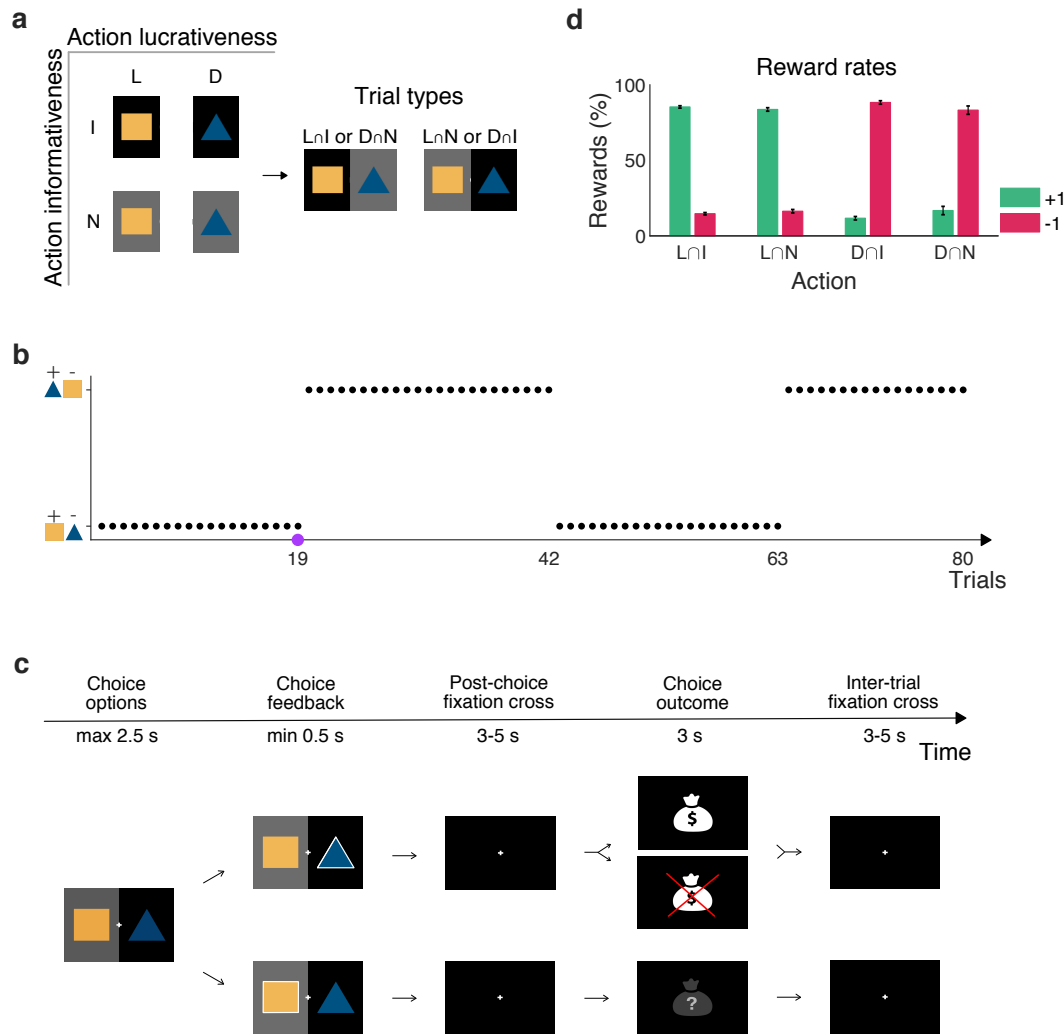 a
Action lucrativeness
Action informativeness
L D
I
N
Trial types
L∩I or D∩N L∩N or D∩I
d
Reward rates
Rewards (%)
100
50
0
L∩I L∩N D∩I D∩N
Action
+1
-1
b
+ -
+ -
19 42 63 80
Trials
c
Choice options
Choice feedback
Post-choice fixation cross
Choice outcome
Inter-trial fixation cross
max 2.5 s min 0.5 s 3-5 s 3 s 3-5 s
Time
$
$
?